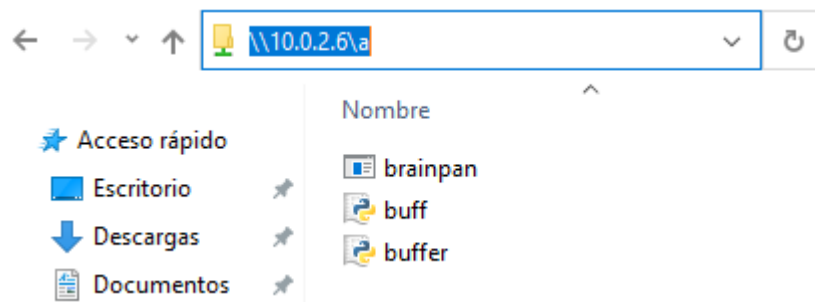 \\10.0.2.6\a
Nombre
Acceso rápido
Escritorio
Descargas
Documentos
brainpan
buff
buffer